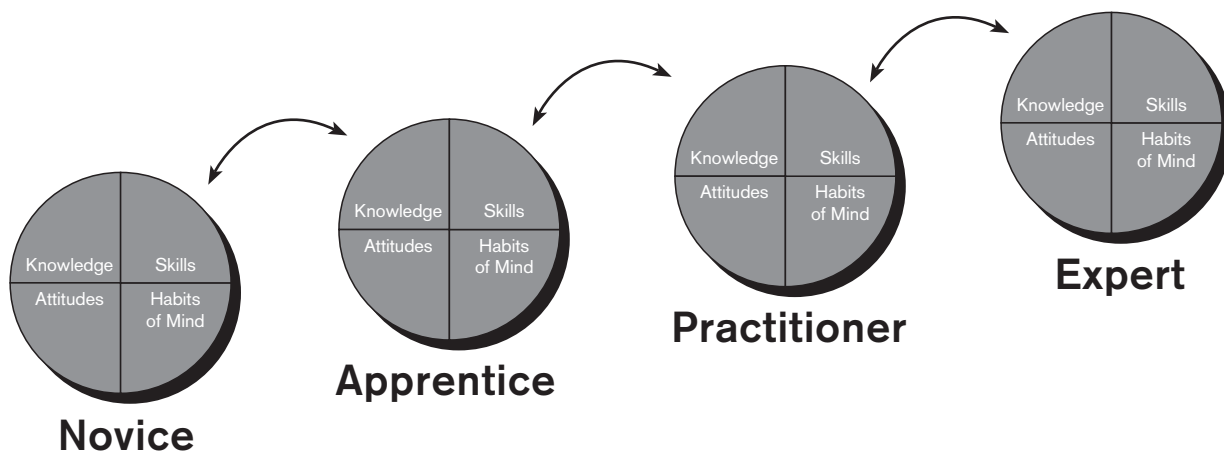 Knowledge
Skills
Attitudes
Habits
of Mind
Novice
Knowledge
Skills
Attitudes
Habits
of Mind
Apprentice
Knowledge
Skills
Attitudes
Habits
of Mind
Practitioner
Knowledge
Skills
Attitudes
Habits
of Mind
Expert